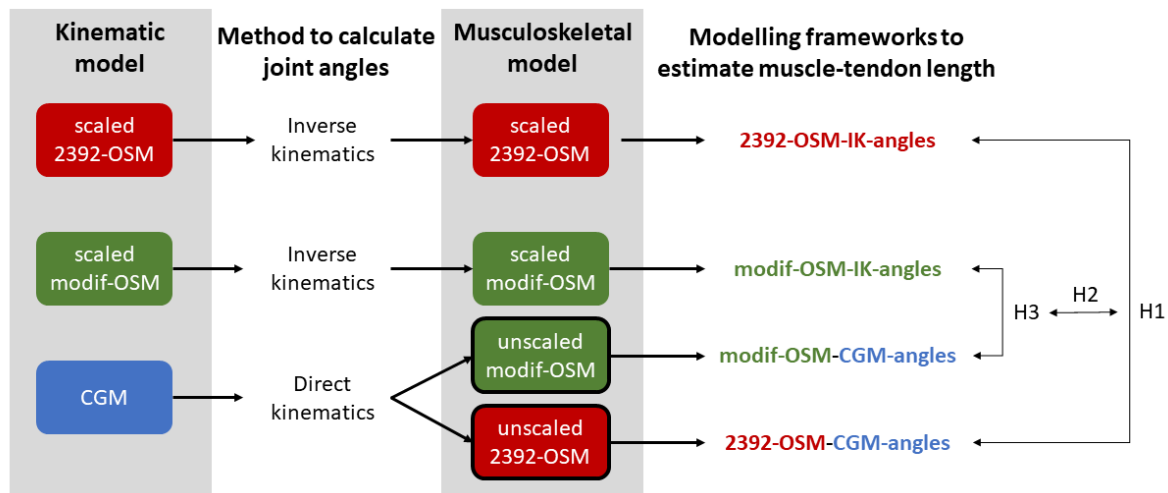 Kinematic
model
Method to calculate
joint angles
Musculoskeletal
model
Modelling frameworks to
estimate muscle-tendon length
scaled
2392-OSM
Inverse
kinematics
scaled
2392-OSM
2392-OSM-IK-angles
scaled
modif-OSM
Inverse
kinematics
scaled
modif-OSM
modif-OSM-IK-angles
H3
H2
H1
CGM
Direct
kinematics
unscaled
modif-OSM
modif-OSM-CGM-angles
unscaled
2392-OSM
2392-OSM-CGM-angles